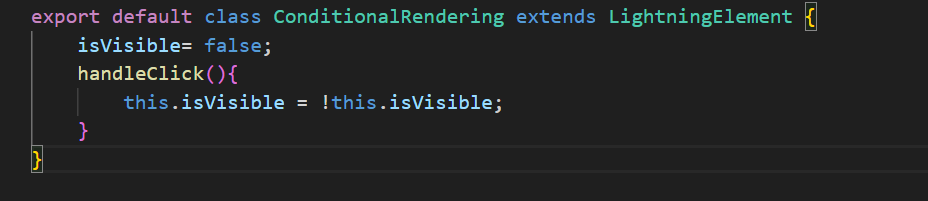 export default class ConditionalRendering extends LightningElement {
isVisible= false;
handleClick(){
this.isVisible = !this.isVisible;
}
}